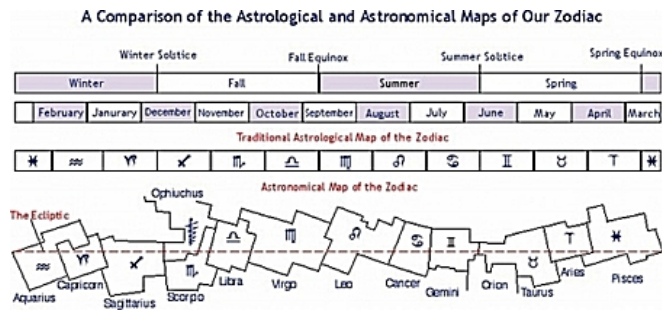 A Comparison of the Astrological and Astronomical Maps of Our Zodiac
Winter Solstice Fall Equinox Summer Solstice Spring Equinox
Winter Fall Summer Spring
February Janurary December November October September August July June May April March
Traditional Astrological Map of the Zodiac
♓ ♒ ♑ ♐ ♏ ♎ ♍ ♌ ♋ ♊ ♉ ♈ ♓
Astronomical Map of the Zodiac
Ophiuchus
The Ecliptic
♒ ♑ ♐ ♏ ♎ ♍ ♌ ♋ ♊ ♉ ♈ ♓
Aquarius Capricorn Sagittarius Scorpo Libra Virgo Leo Cancer Gemini Orion Taurus Aries Pisces